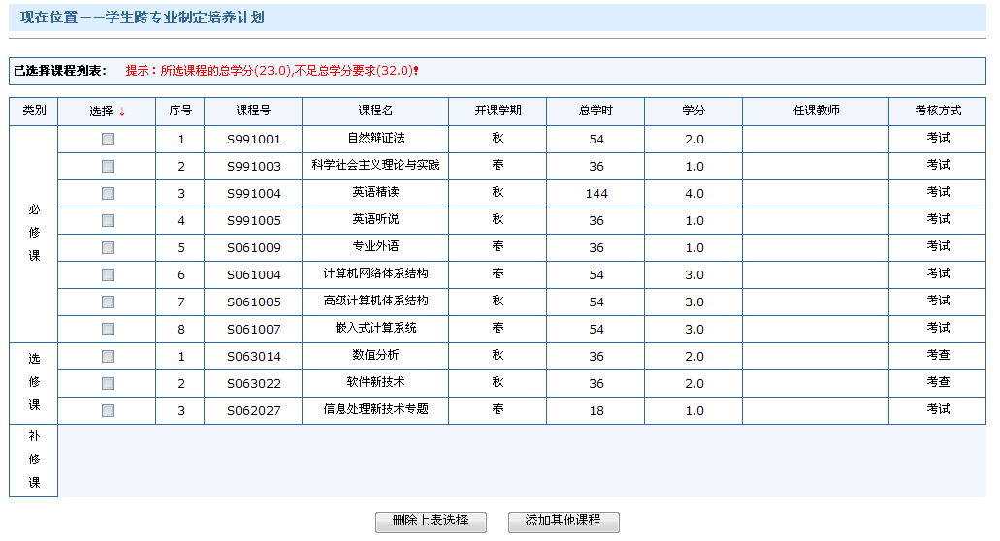 现在位置——学生跨专业制定培养计划
已选择课程列表: 提示：所选课程的总学分(23.0),不足总学分要求(32.0)!
类别 选择 ↓ 序号 课程号 课程名 开课学期 总学时 学分 任课教师 考核方式
必修课
1 S991001 自然辩证法 秋 54 2.0 考试
2 S991003 科学社会主义理论与实践 春 36 1.0 考试
3 S991004 英语精读 秋 144 4.0 考试
4 S991005 英语听说 秋 36 1.0 考试
5 S061009 专业外语 春 36 1.0 考试
6 S061004 计算机网络体系结构 春 54 3.0 考试
7 S061005 高级计算机体系结构 秋 54 3.0 考试
8 S061007 嵌入式计算系统 春 54 3.0 考试
选修课
1 S063014 数值分析 秋 36 2.0 考查
2 S063022 软件新技术 秋 36 2.0 考查
3 S062027 信息处理新技术专题 春 18 1.0 考试
补修课
删除上表选择 添加其他课程